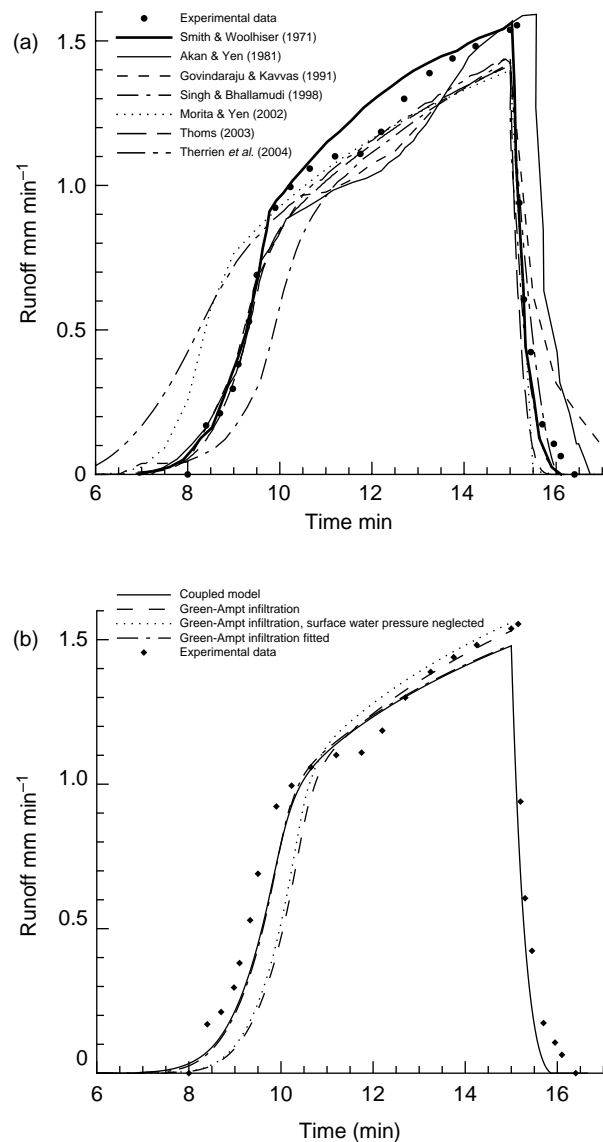 (a)
Experimental data
Smith & Woolhiser (1971)
Akan & Yen (1981)
Govindaraju & Kavvas (1991)
Singh & Bhallamudi (1998)
Morita & Yen (2002)
Thoms (2003)
Therrien et al. (2004)
Runoff mm min⁻¹
1.5
1.0
0.5
0
6 8 10 12 14 16
Time min
(b)
Coupled model
Green-Ampt infiltration
Green-Ampt infiltration, surface water pressure neglected
Green-Ampt infiltration fitted
Experimental data
Runoff mm min⁻¹
1.5
1.0
0.5
0
6 8 10 12 14 16
Time (min)